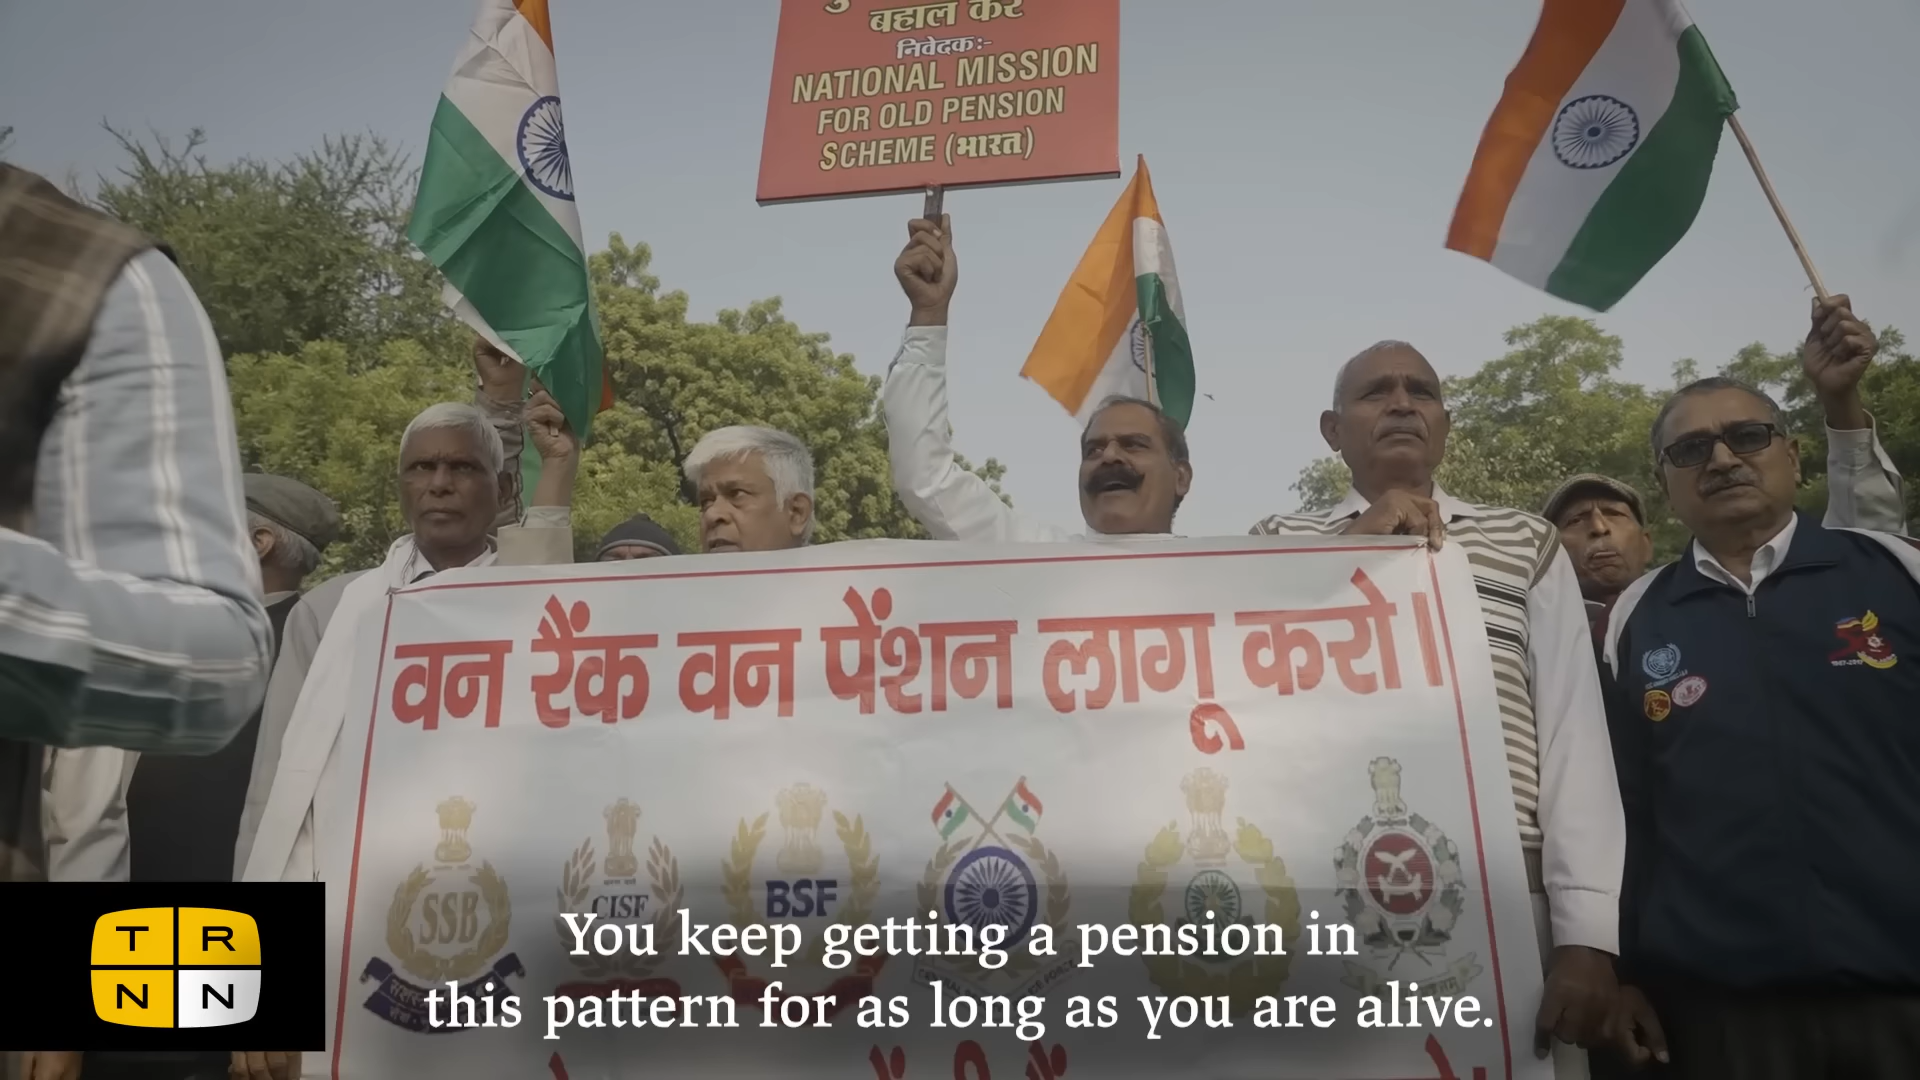 बहाल करें
निवेदक:-
NATIONAL MISSION
FOR OLD PENSION
SCHEME (भारत)
वन रैंक वन पेंशन लागू करो।
SSB
CISF
BSF
You keep getting a pension in
this pattern for as long as you are alive.
T R
N N